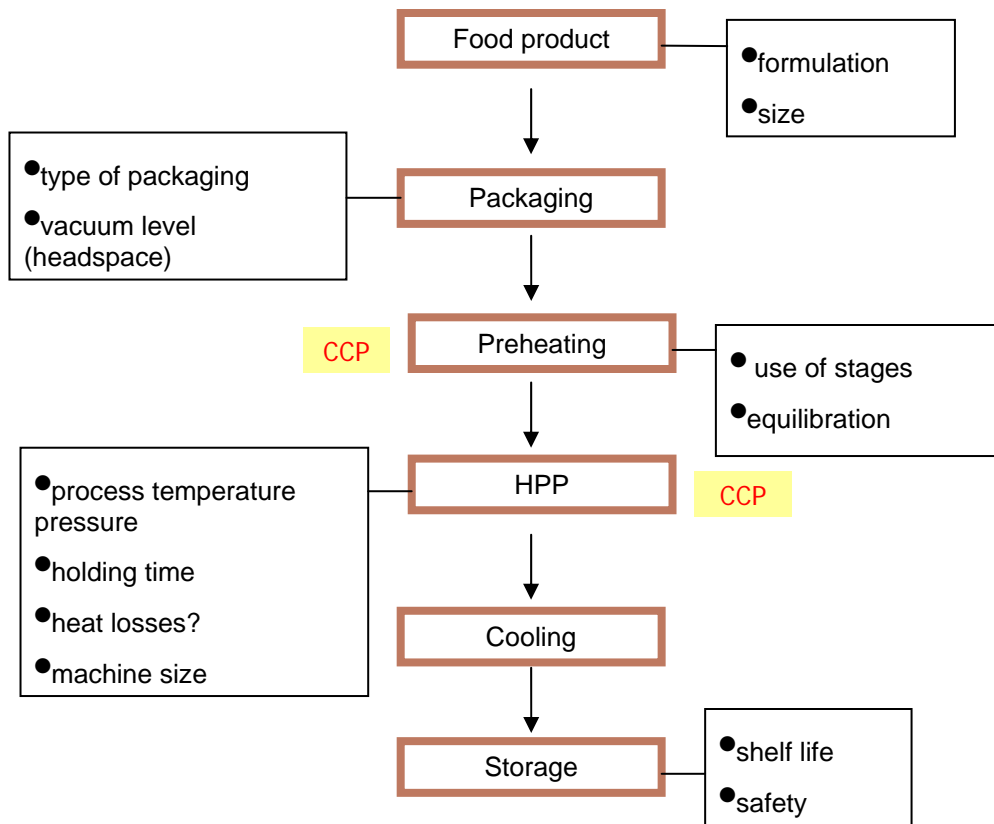 Food product
●formulation
●size
●type of packaging
●vacuum level
(headspace)
Packaging
CCP
Preheating
● use of stages
●equilibration
●process temperature
pressure
●holding time
●heat losses?
●machine size
HPP
CCP
Cooling
Storage
●shelf life
●safety